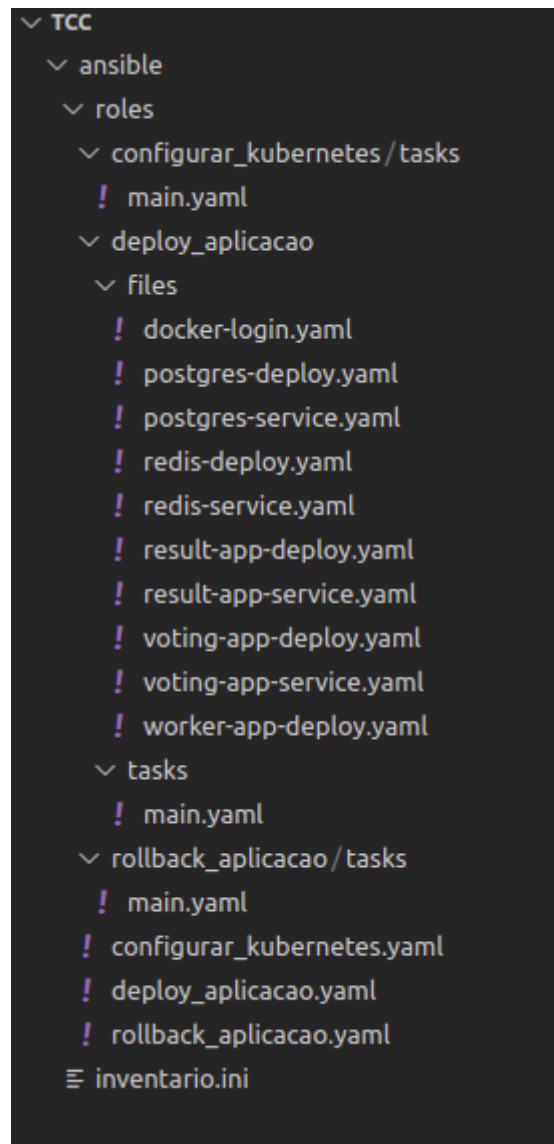 TCC
ansible
roles
configurar_kubernetes/tasks
! main.yaml
deploy_aplicacao
files
! docker-login.yaml
! postgres-deploy.yaml
! postgres-service.yaml
! redis-deploy.yaml
! redis-service.yaml
! result-app-deploy.yaml
! result-app-service.yaml
! voting-app-deploy.yaml
! voting-app-service.yaml
! worker-app-deploy.yaml
tasks
! main.yaml
rollback_aplicacao/tasks
! main.yaml
! configurar_kubernetes.yaml
! deploy_aplicacao.yaml
! rollback_aplicacao.yaml
inventario.ini